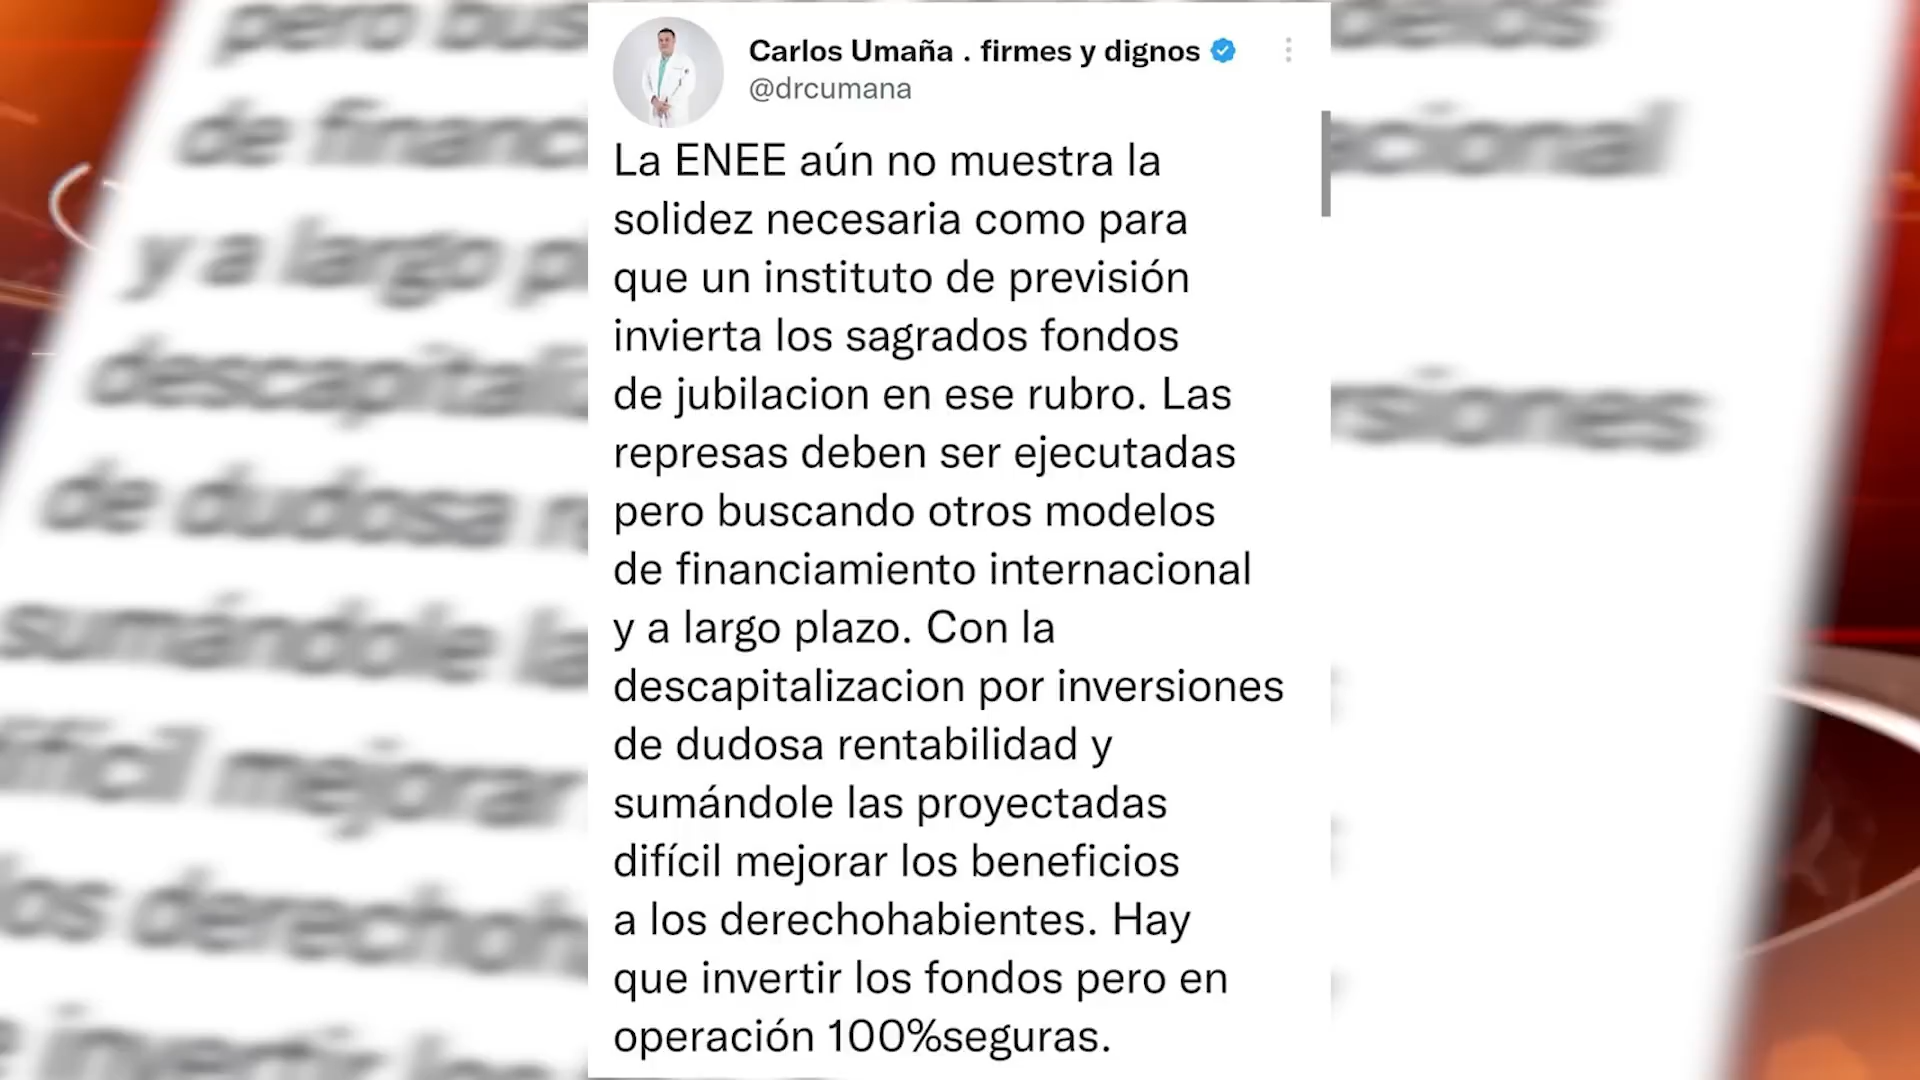 Carlos Umaña . firmes y dignos
@drcumana
La ENEE aún no muestra la
solidez necesaria como para
que un instituto de previsión
invierta los sagrados fondos
de jubilacion en ese rubro. Las
represas deben ser ejecutadas
pero buscando otros modelos
de financiamiento internacional
y a largo plazo. Con la
descapitalizacion por inversiones
de dudosa rentabilidad y
sumándole las proyectadas
difícil mejorar los beneficios
a los derechohabientes. Hay
que invertir los fondos pero en
operación 100%seguras.